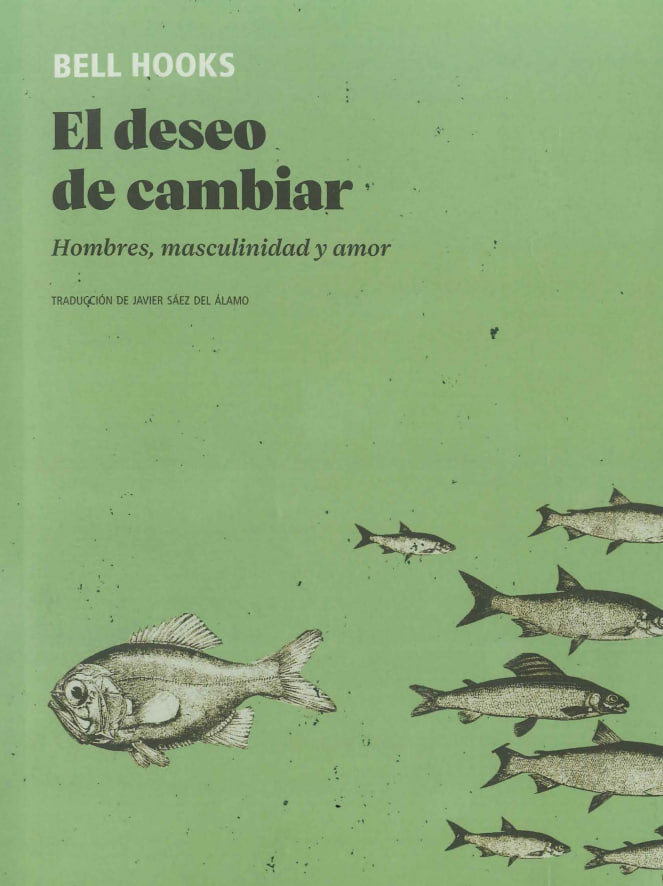 BELL HOOKS
El deseo
de cambiar
Hombres, masculinidad y amor
TRADUCCIÓN DE JAVIER SÁEZ DEL ÁLAMO